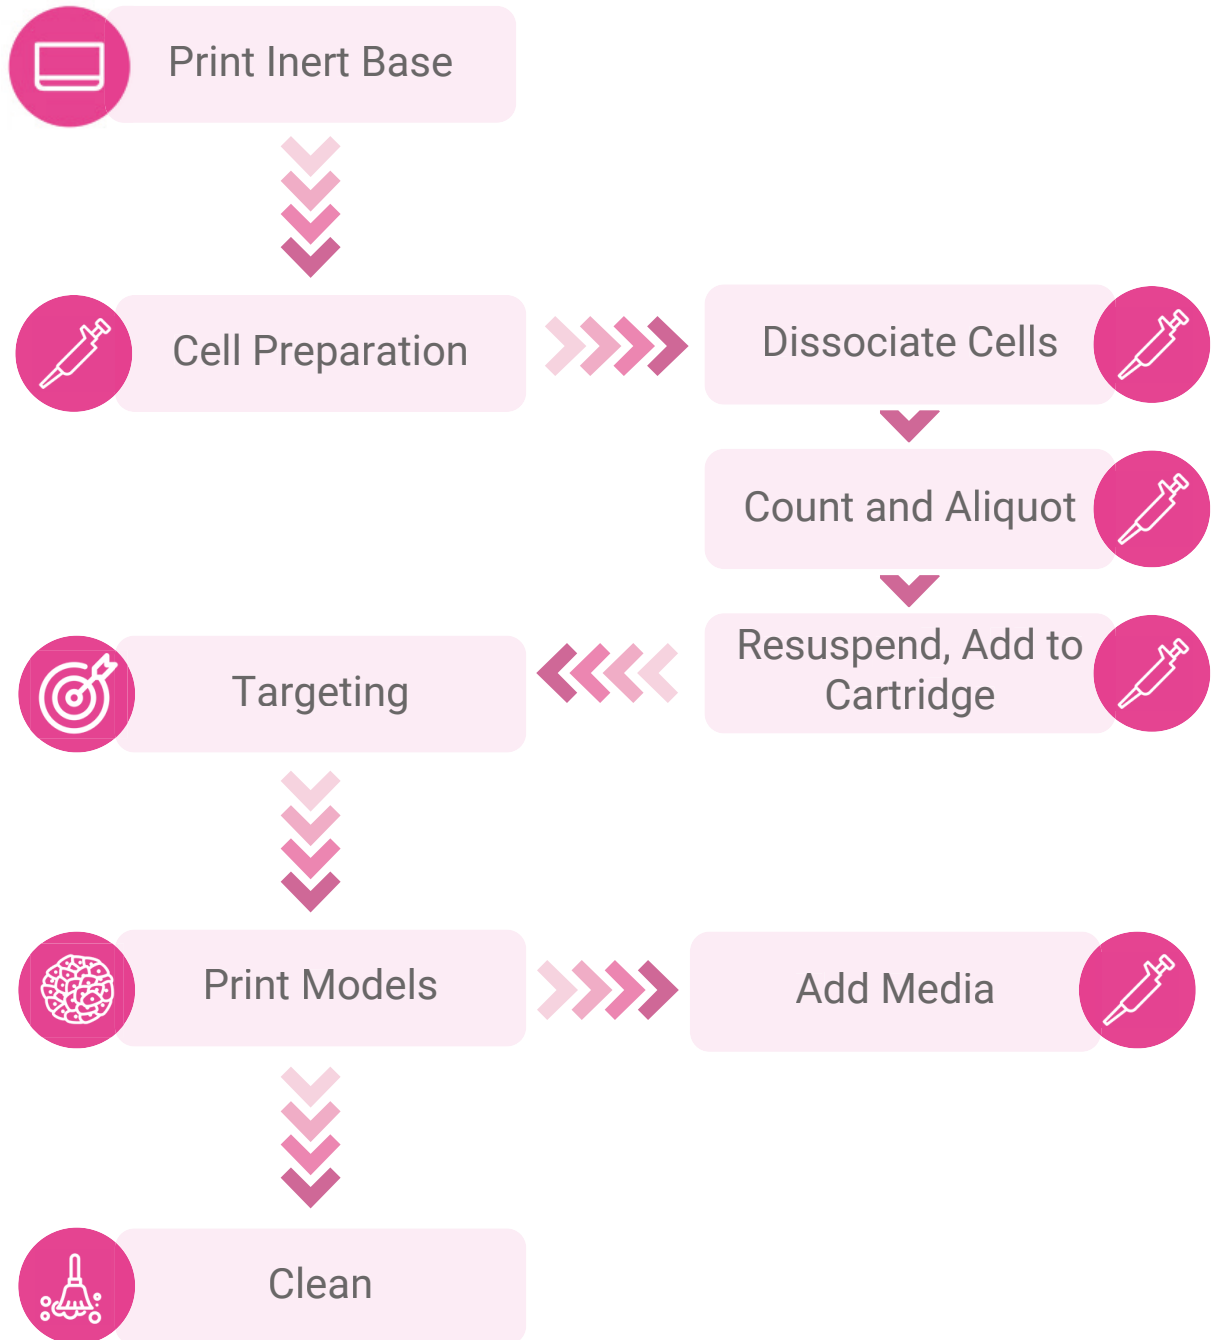 Print Inert Base
Cell Preparation
Dissociate Cells
Count and Aliquot
Resuspend, Add to
Cartridge
Targeting
Print Models
Add Media
Clean